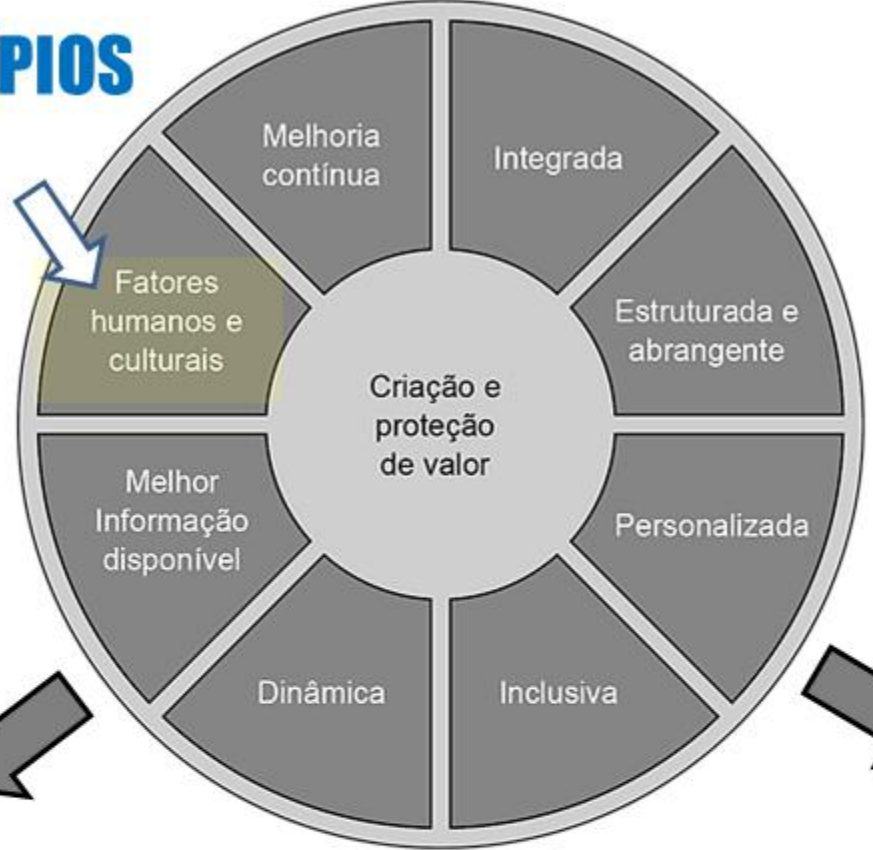 PIOS
Melhoria
contínua
Integrada
Fatores
humanos e
culturais
Estruturada e
abrangente
Criação e
proteção
de valor
Melhor
Informação
disponível
Personalizada
Dinâmica
Inclusiva